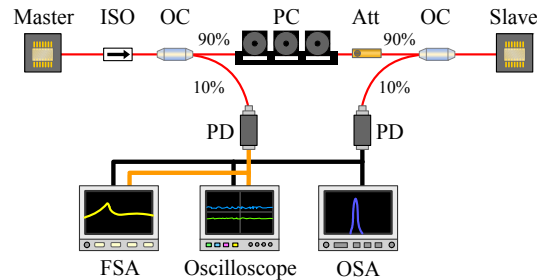 Master ISO OC PC Att OC Slave
90% 90%
10% 10%
PD PD
FSA Oscilloscope OSA